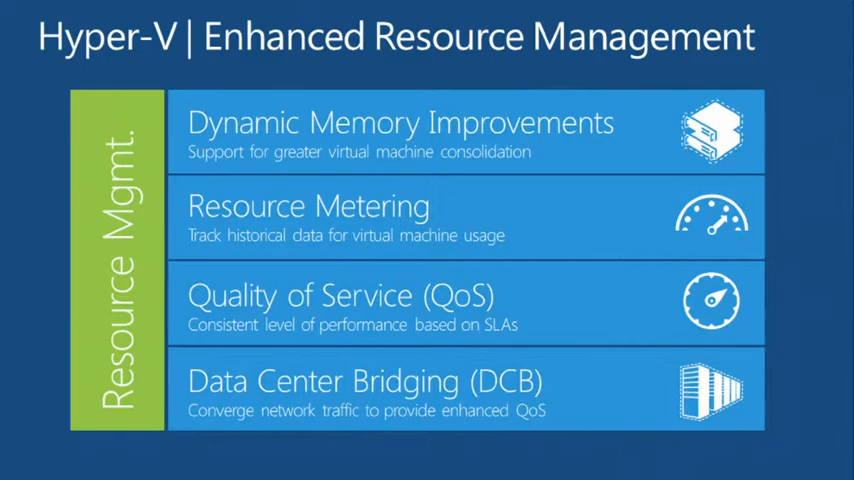 Hyper-V | Enhanced Resource Management
Resource Mgmt.
Dynamic Memory Improvements
Support for greater virtual machine consolidation
Resource Metering
Track historical data for virtual machine usage
Quality of Service (QoS)
Consistent level of performance based on SLAs
Data Center Bridging (DCB)
Converge network traffic to provide enhanced QoS